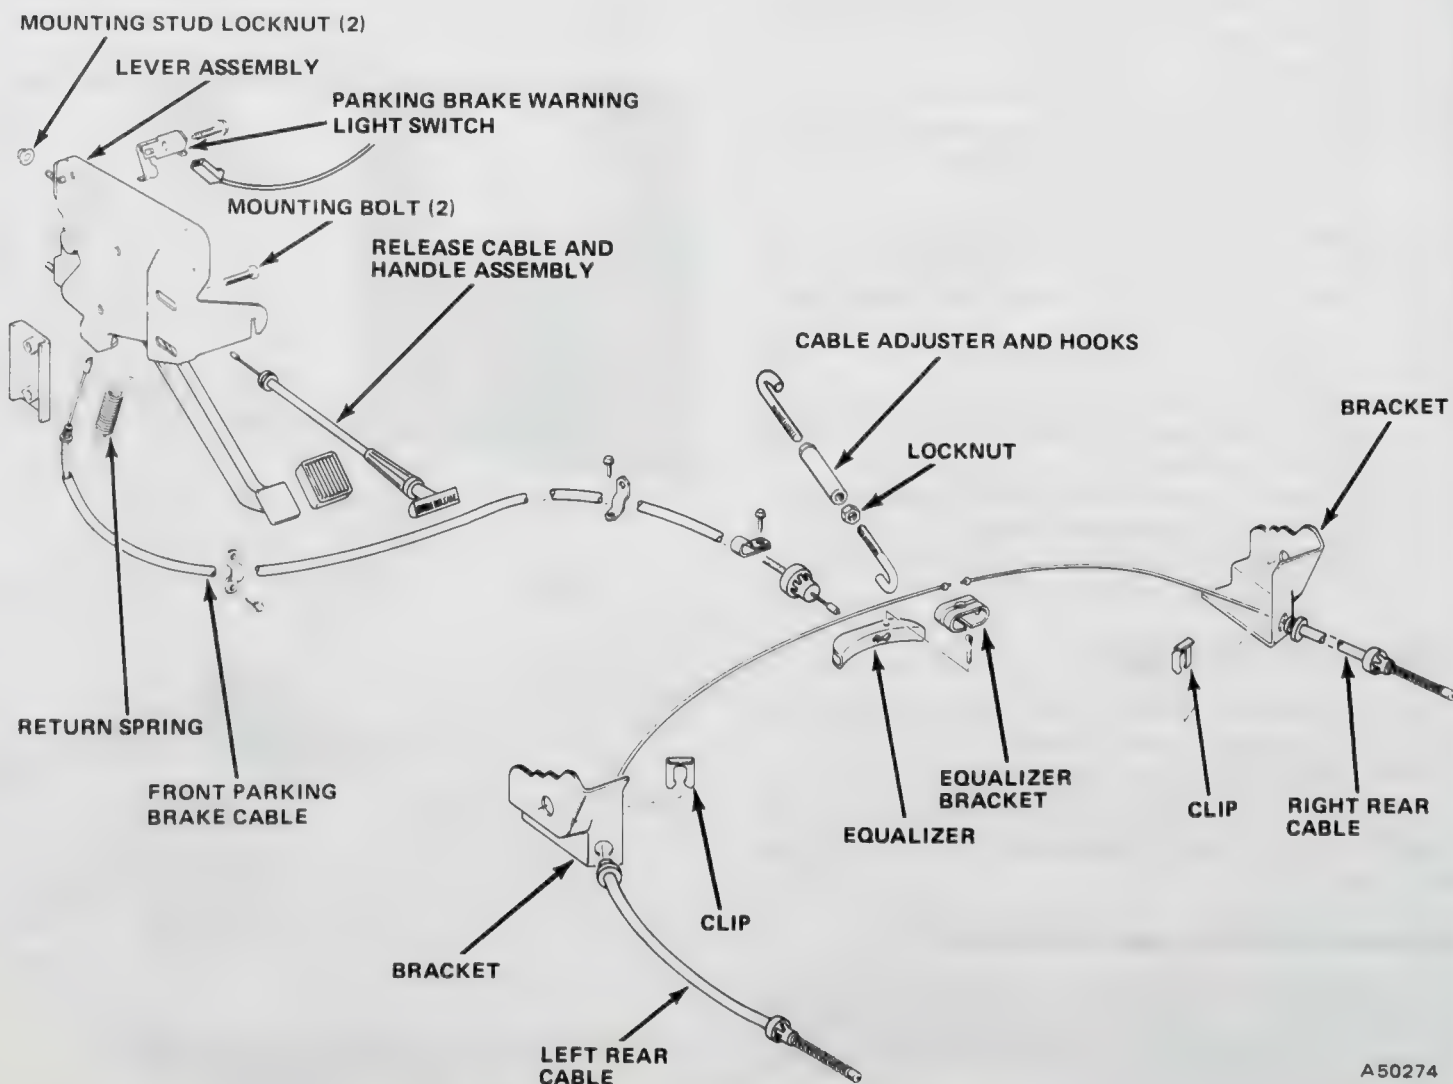 MOUNTING STUD LOCKNUT (2)
LEVER ASSEMBLY
PARKING BRAKE WARNING
LIGHT SWITCH
MOUNTING BOLT (2)
RELEASE CABLE AND
HANDLE ASSEMBLY
CABLE ADJUSTER AND HOOKS
BRACKET
LOCKNUT
RETURN SPRING
FRONT PARKING
BRAKE CABLE
EQUALIZER
BRACKET
EQUALIZER
CLIP
RIGHT REAR
CABLE
CLIP
BRACKET
LEFT REAR
CABLE
A50274